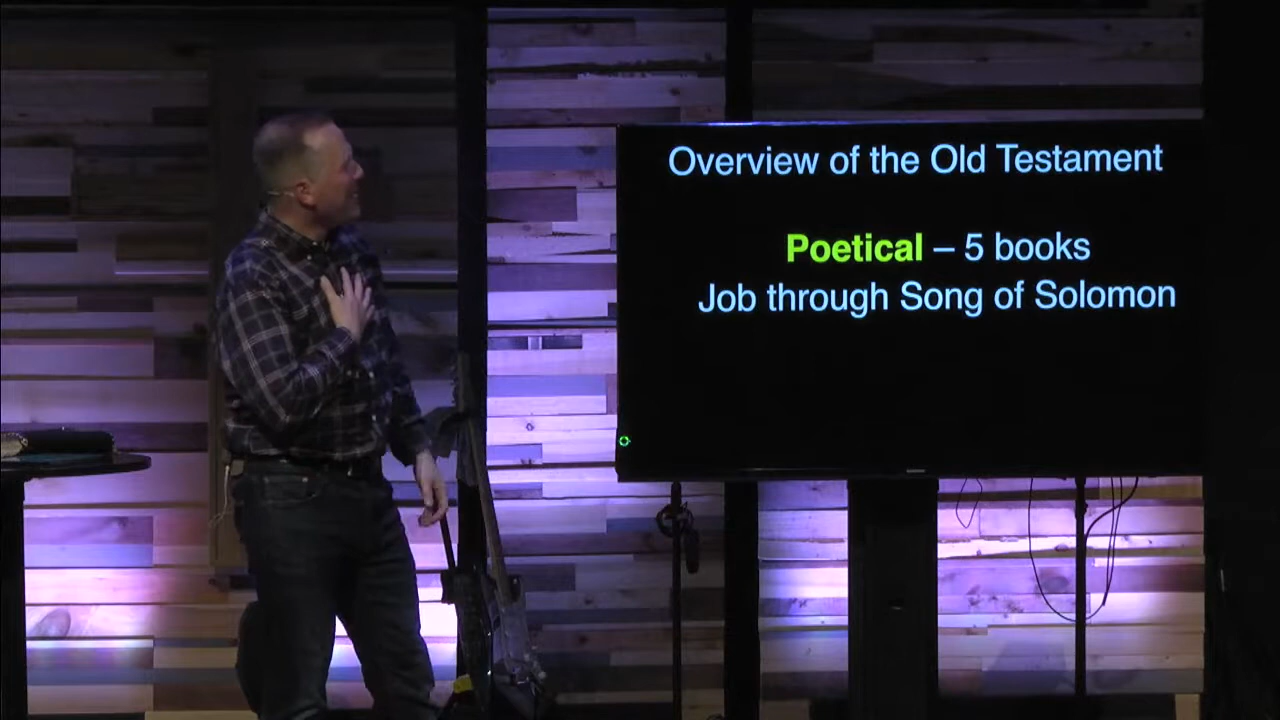 Overview of the Old Testament
Poetical – 5 books
Job through Song of Solomon